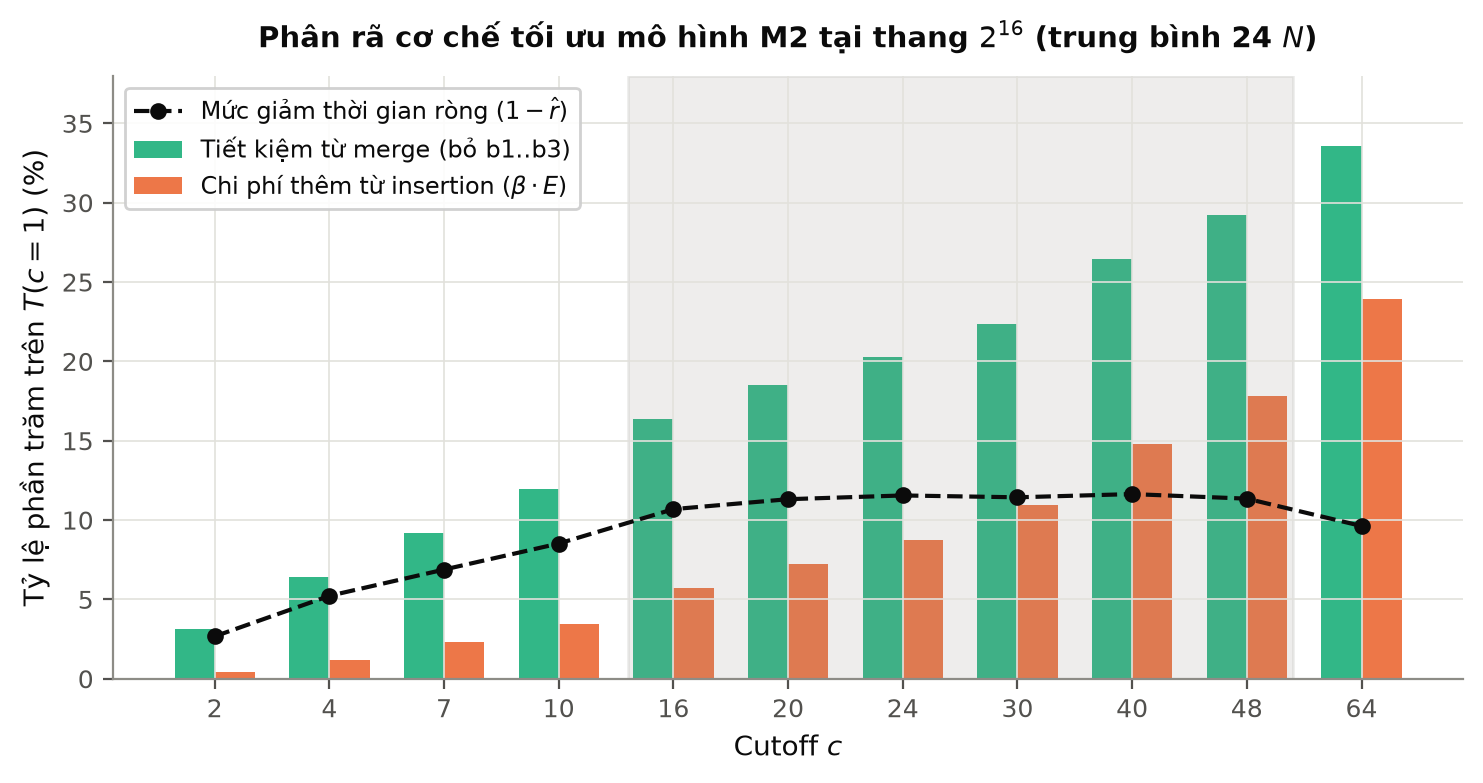 Phân rã cơ chế tối ưu mô hình M2 tại thang 2^16 (trung bình 24 N)
Mức giảm thời gian ròng (1 − r̂)
Tiết kiệm từ merge (bỏ b1..b3)
Chi phí thêm từ insertion (β · E)
Tỷ lệ phần trăm trên T(c = 1) (%)
35
30
25
20
15
10
5
0
2 4 7 10 16 20 24 30 40 48 64
Cutoff c